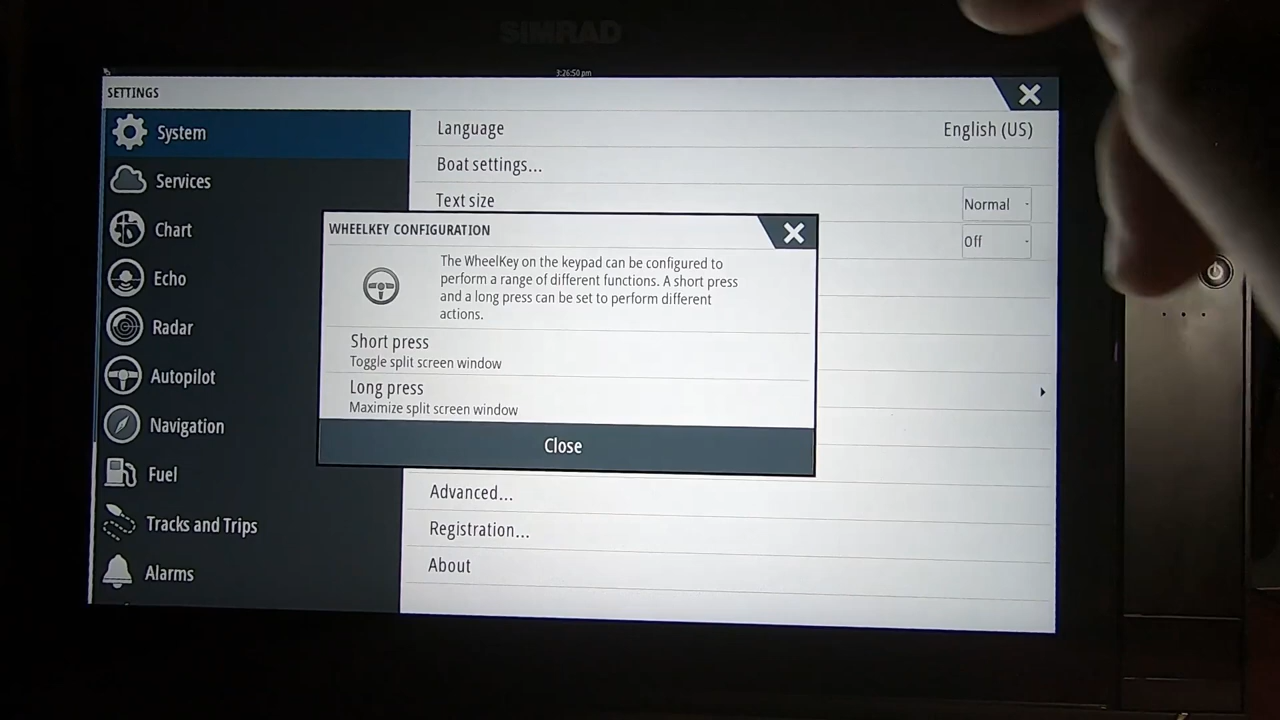 SIMRAD
3:26:50 pm
SETTINGS
System
Services
Chart
Echo
Radar
Autopilot
Navigation
Fuel
Tracks and Trips
Alarms
Language
English (US)
Boat settings...
Text size
Normal
Off
WHEELKEY CONFIGURATION
The WheelKey on the keypad can be configured to
perform a range of different functions. A short press
and a long press can be set to perform different
actions.
Short press
Toggle split screen window
Long press
Maximize split screen window
Close
Advanced...
Registration...
About